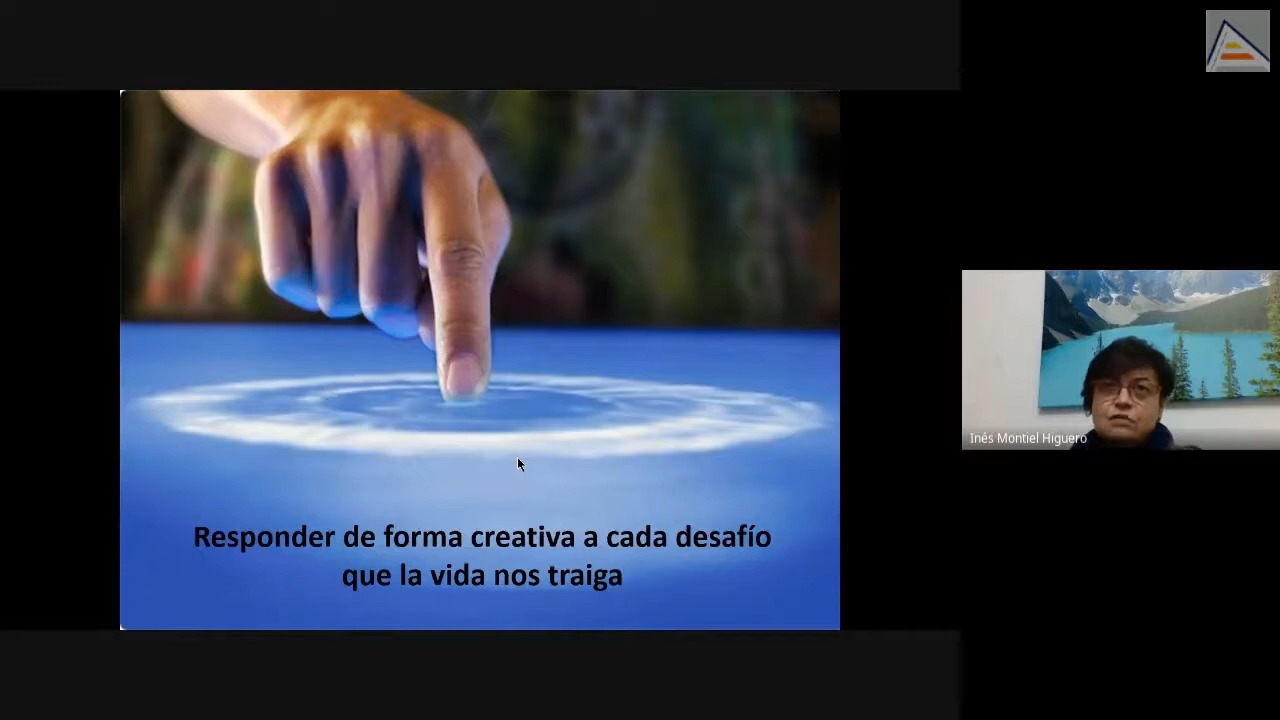 Responder de forma creativa a cada desafío
que la vida nos traiga
Inés Montiel Higuero